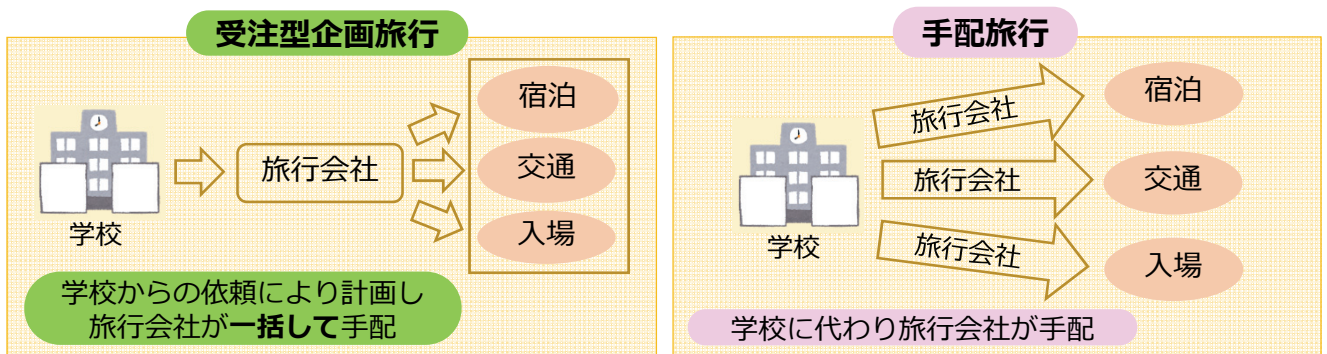 受注型企画旅行
学校
旅行会社
宿泊
交通
入場
学校からの依頼により計画し
旅行会社が一括して手配
手配旅行
学校
旅行会社
宿泊
旅行会社
交通
旅行会社
入場
学校に代わり旅行会社が手配